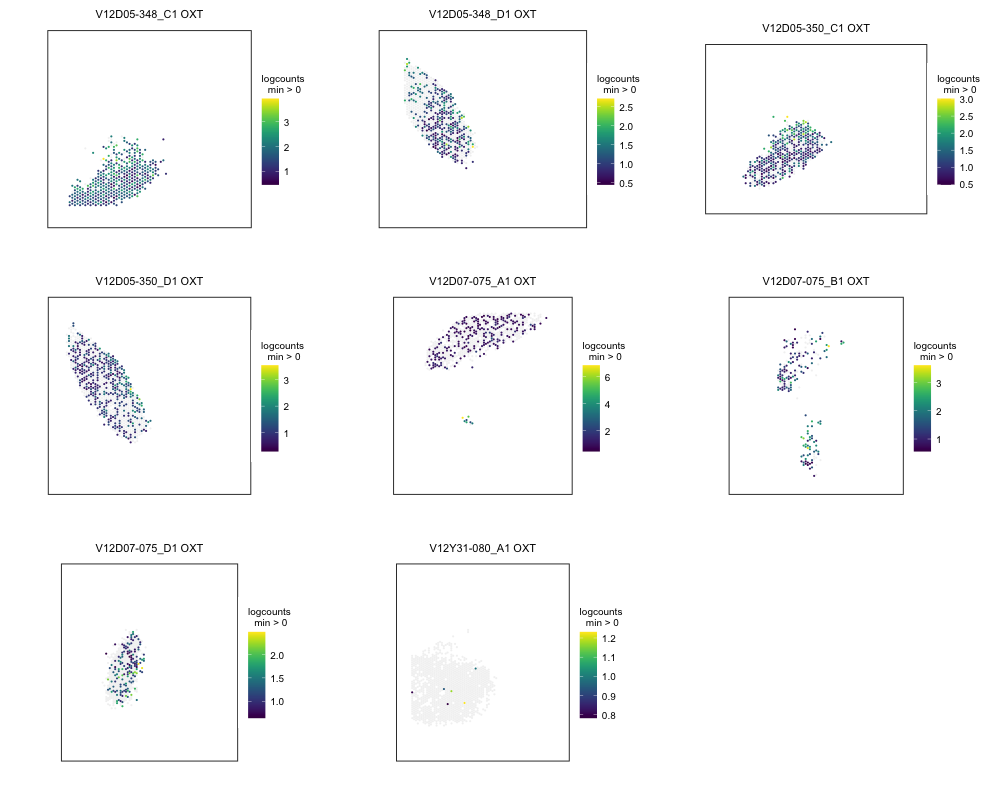 V12D05-348_C1 OXT
logcounts
min > 0
3
2
1
V12D05-348_D1 OXT
logcounts
min > 0
2.5
2.0
1.5
1.0
0.5
V12D05-350_C1 OXT
logcounts
min > 0
3.0
2.5
2.0
1.5
1.0
0.5
V12D05-350_D1 OXT
logcounts
min > 0
3
2
1
V12D07-075_A1 OXT
logcounts
min > 0
6
4
2
V12D07-075_B1 OXT
logcounts
min > 0
3
2
1
V12D07-075_D1 OXT
logcounts
min > 0
2.0
1.5
1.0
V12Y31-080_A1 OXT
logcounts
min > 0
1.2
1.1
1.0
0.9
0.8